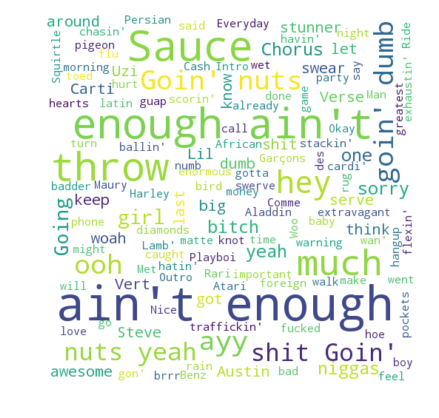 around Persian Everyday
chasin' said havin' night
pigeon Sauce stunner
Squirtle flu Chorus let
morning Cash Intro wet swear party say
toed Uzi Goin' nuts know
hurt Carti scorin' done game Verse Man
hearts latin guap already Okay greatest
enough ain't goin' dumb exhaustin' Ride
turn ballin' call African shit stackin'
numb Lil Garçons des one cardi'
throw hey sorry
badder Maury enormous dumb gotta rug
keep Harley bird swerve money Aladdin serve
Going girl last big Comme extravagant
phone diamonds bitch baby think flexin'
woah matte knot time Woo warning wan'
might Lamb' caught yeah much hangup
ooh hatin' Playboi
Met Rari important walk make went
will Vert Outro Atari foreign
ain't enough
Nice got
go Steve ayy traffickin' fucked hoe pockets
love shit Goin'
nuts yeah niggas boy
awesome rain Austin bad feel
gon' brrr Benz